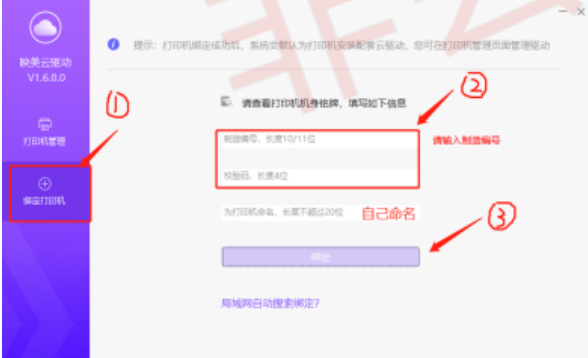 映美云驱动
V1.6.0.0
打印机管理
绑定打印机
提示:打印机绑定成功后,系统会默认为打印机安装配套云驱动,您可在打印机管理页面管理驱动
请查看打印机机身铭牌,填写如下信息
制造编号,长度10/11位
请输入制造编号
校验码,长度4位
为打印机命名,长度不超过20位
自己命名
绑定
局域网自动搜索绑定?
①
②
③